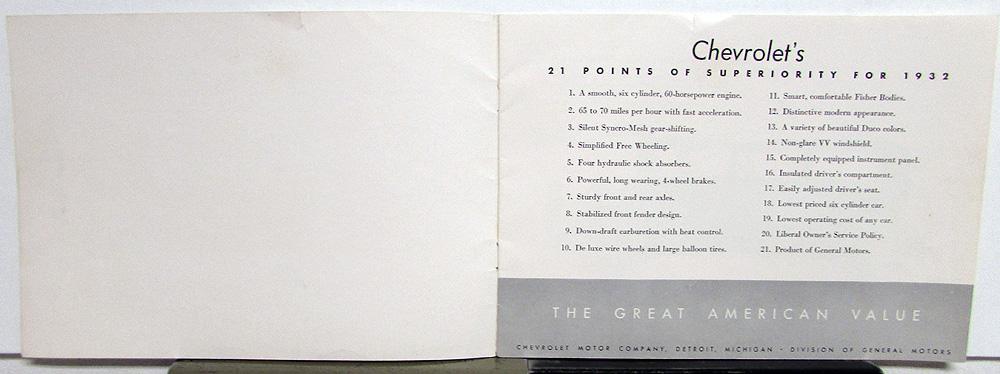 Chevrolet's
21 POINTS OF SUPERIORITY FOR 1932
1. A smooth, six cylinder, 60-horsepower engine.
2. 65 to 70 miles per hour with fast acceleration.
3. Silent Syncro-Mesh gear-shifting.
4. Simplified Free Wheeling.
5. Four hydraulic shock absorbers.
6. Powerful, long wearing, 4-wheel brakes.
7. Sturdy front and rear axles.
8. Stabilized front fender design.
9. Down-draft carburetion with heat control.
10. De luxe wire wheels and large balloon tires.
11. Smart, comfortable Fisher Bodies.
12. Distinctive modern appearance.
13. A variety of beautiful Duco colors.
14. Non-glare VV windshield.
15. Completely equipped instrument panel.
16. Insulated driver's compartment.
17. Easily adjusted driver's seat.
18. Lowest priced six cylinder car.
19. Lowest operating cost of any car.
20. Liberal Owner's Service Policy.
21. Product of General Motors.
THE GREAT AMERICAN VALUE
CHEVROLET MOTOR COMPANY, DETROIT, MICHIGAN · DIVISION OF GENERAL MOTORS